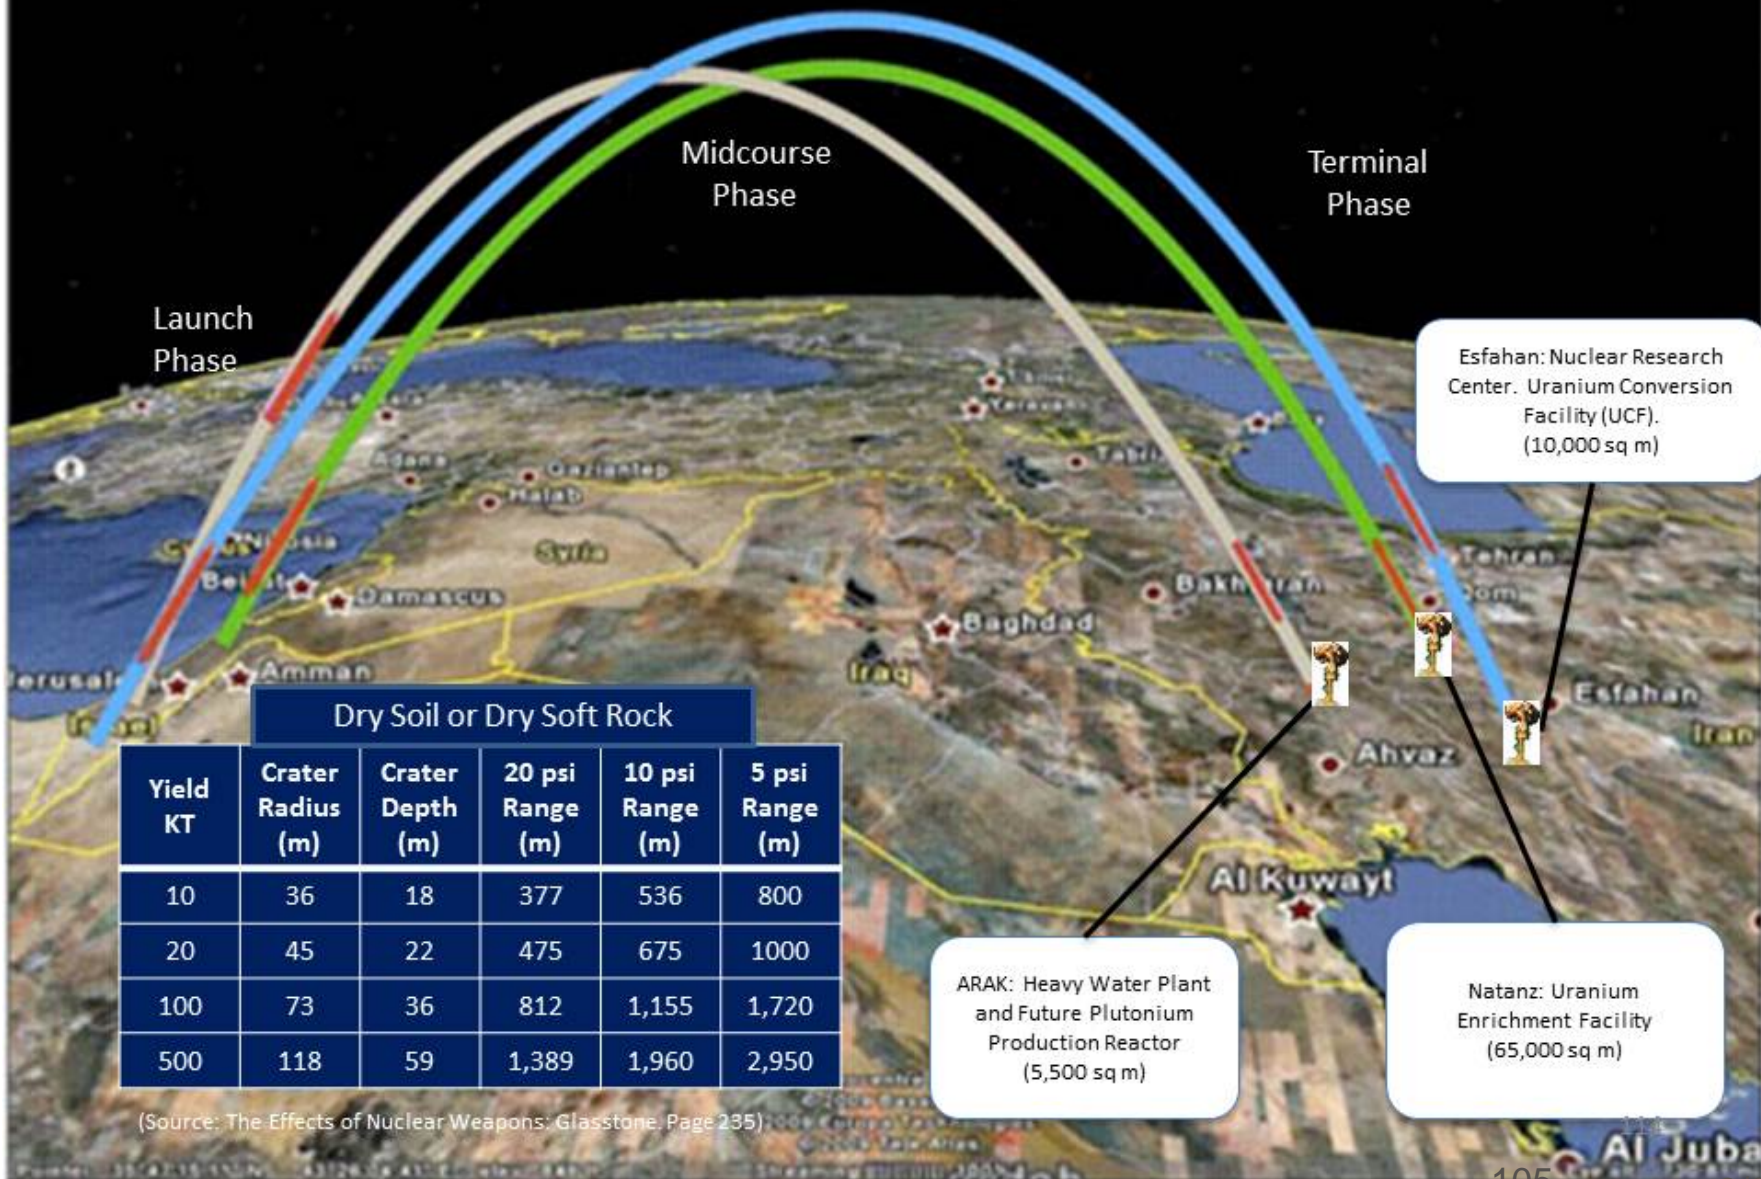 Midcourse
Phase
Terminal
Phase
Launch
Phase
Esfahan: Nuclear Research
Center. Uranium Conversion
Facility (UCF).
(10,000 sq m)
Adana
Gaziantep
Halab
Syria
Damascus
Tehran
Baghdad
Amman
Iraq
Esfahan
Iran
Ahvaz
Al Kuwayt
Dry Soil or Dry Soft Rock
Yield KT | Crater Radius (m) | Crater Depth (m) | 20 psi Range (m) | 10 psi Range (m) | 5 psi Range (m)
10 36 18 377 536 800
20 45 22 475 675 1000
100 73 36 812 1,155 1,720
500 118 59 1,389 1,960 2,950
(Source: The Effects of Nuclear Weapons: Glasstone. Page 235)
ARAK: Heavy Water Plant
and Future Plutonium
Production Reactor
(5,500 sq m)
Natanz: Uranium
Enrichment Facility
(65,000 sq m)
111
Al Juba
105